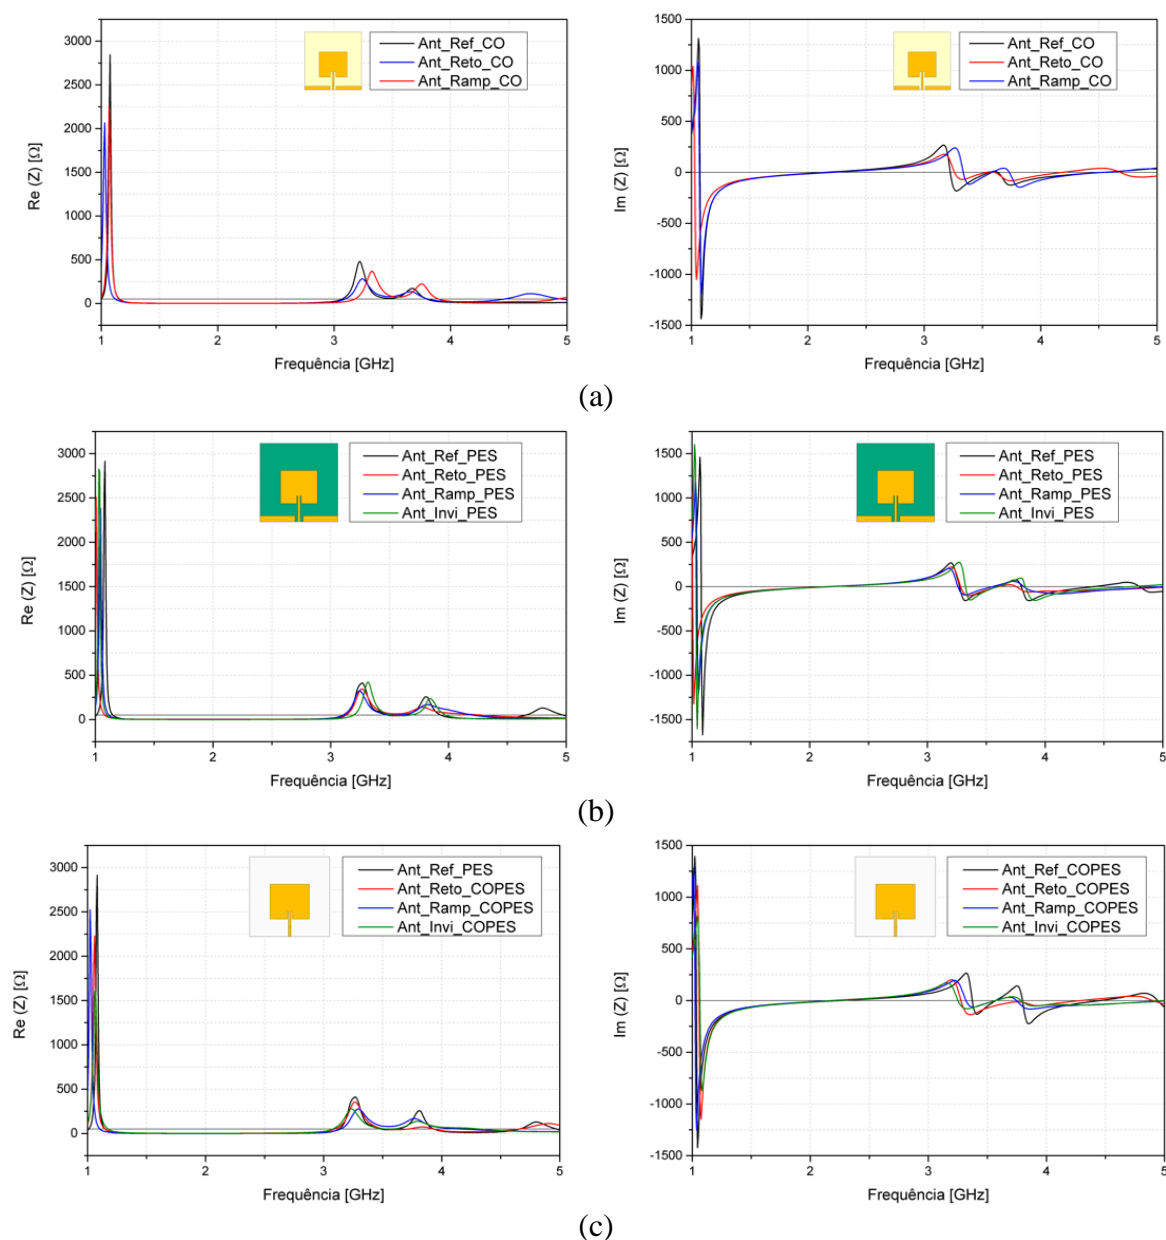 3000
2500
2000
1500
1000
500
0
Re (Z) [Ω]
Ant_Ref_CO
Ant_Reto_CO
Ant_Ramp_CO
1 2 3 4 5
Frequência [GHz]
1500
1000
500
0
-500
-1000
-1500
Im (Z) [Ω]
Ant_Ref_CO
Ant_Reto_CO
Ant_Ramp_CO
1 2 3 4 5
Frequência [GHz]
(a)
3000
2500
2000
1500
1000
500
0
Re (Z) [Ω]
Ant_Ref_PES
Ant_Reto_PES
Ant_Ramp_PES
Ant_Invi_PES
1 2 3 4 5
Frequência [GHz]
1500
1000
500
0
-500
-1000
-1500
Im (Z) [Ω]
Ant_Ref_PES
Ant_Reto_PES
Ant_Ramp_PES
Ant_Invi_PES
1 2 3 4 5
Frequência [GHz]
(b)
3000
2500
2000
1500
1000
500
0
Re (Z) [Ω]
Ant_Ref_PES
Ant_Reto_COPES
Ant_Ramp_COPES
Ant_Invi_COPES
1 2 3 4 5
Frequência [GHz]
1500
1000
500
0
-500
-1000
-1500
Im (Z) [Ω]
Ant_Ref_COPES
Ant_Reto_COPES
Ant_Ramp_COPES
Ant_Invi_COPES
1 2 3 4 5
Frequência [GHz]
(c)